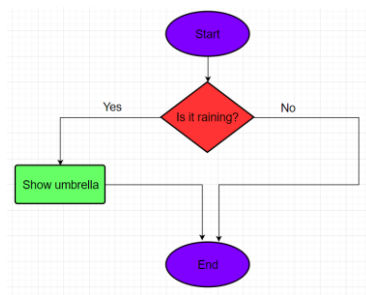 Start
Is it raining?
Yes
No
Show umbrella
End